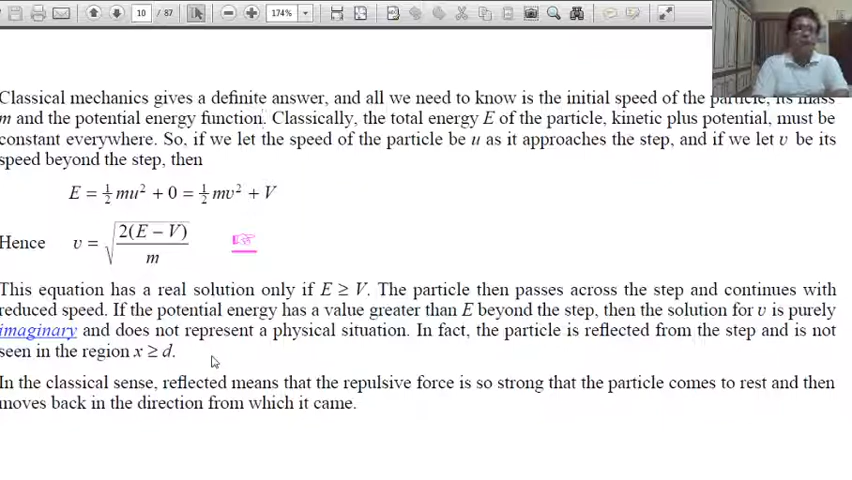 10 / 87
174%
Classical mechanics gives a definite answer, and all we need to know is the initial speed of the particle, its mass
m and the potential energy function. Classically, the total energy E of the particle, kinetic plus potential, must be
constant everywhere. So, if we let the speed of the particle be u as it approaches the step, and if we let υ be its
speed beyond the step, then
E = ½ mu² + 0 = ½ mυ² + V
Hence υ = √(2(E − V)/m)
This equation has a real solution only if E ≥ V. The particle then passes across the step and continues with
reduced speed. If the potential energy has a value greater than E beyond the step, then the solution for υ is purely
imaginary and does not represent a physical situation. In fact, the particle is reflected from the step and is not
seen in the region x ≥ d.
In the classical sense, reflected means that the repulsive force is so strong that the particle comes to rest and then
moves back in the direction from which it came.